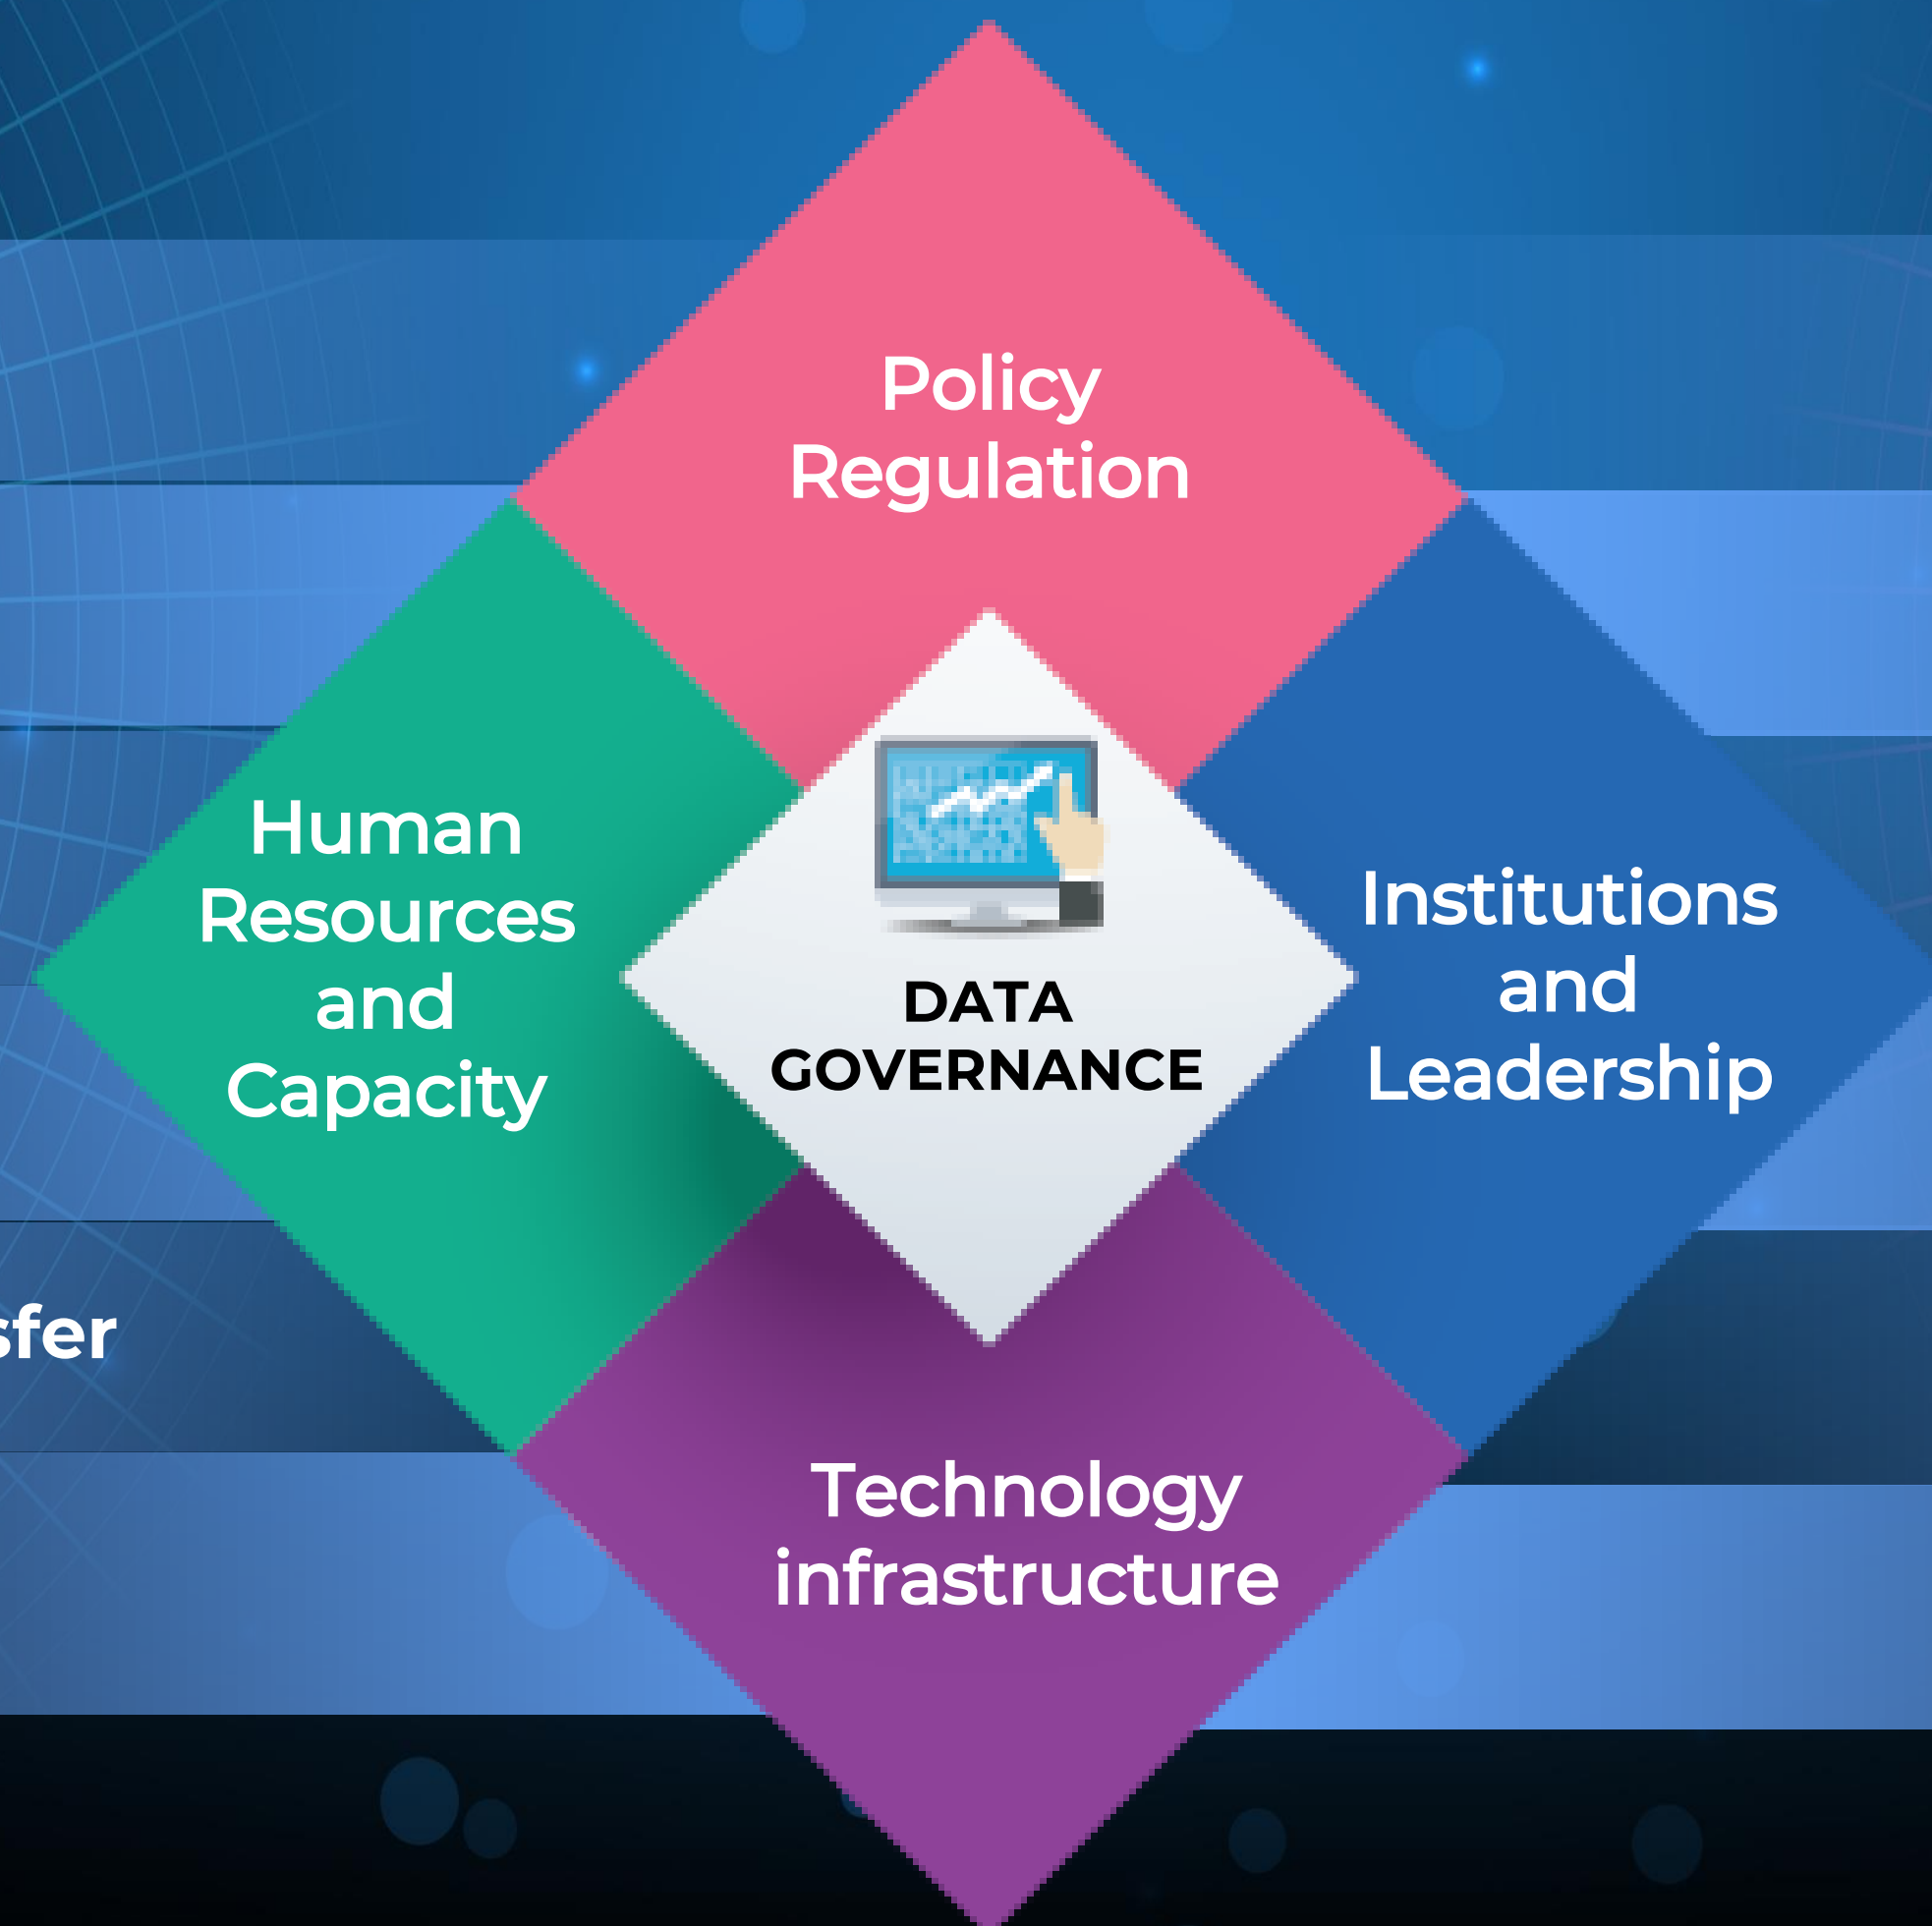 Policy
Regulation
Human
Resources
and
Capacity
DATA
GOVERNANCE
Institutions
and
Leadership
Technology
infrastructure